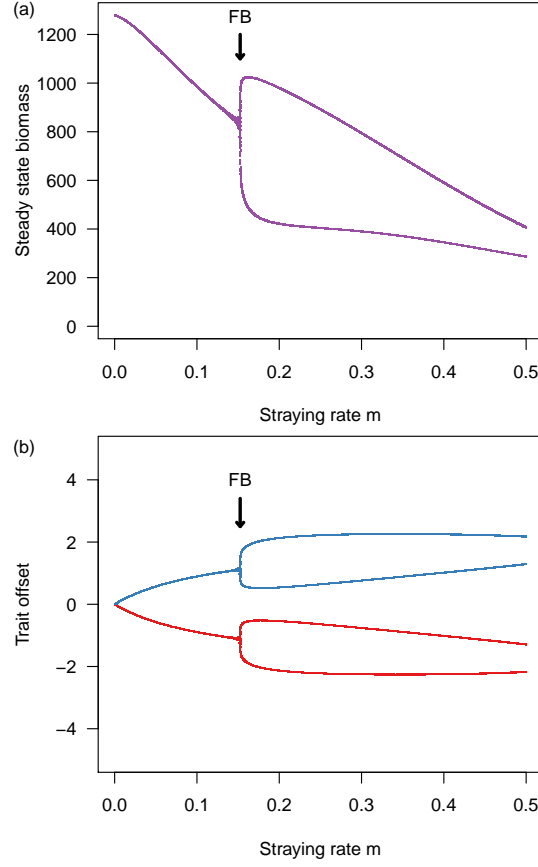 (a)
FB
Steady state biomass
1200
1000
800
600
400
200
0
0.0 0.1 0.2 0.3 0.4 0.5
Straying rate m
(b)
FB
Trait offset
4
2
0
−2
−4
0.0 0.1 0.2 0.3 0.4 0.5
Straying rate m